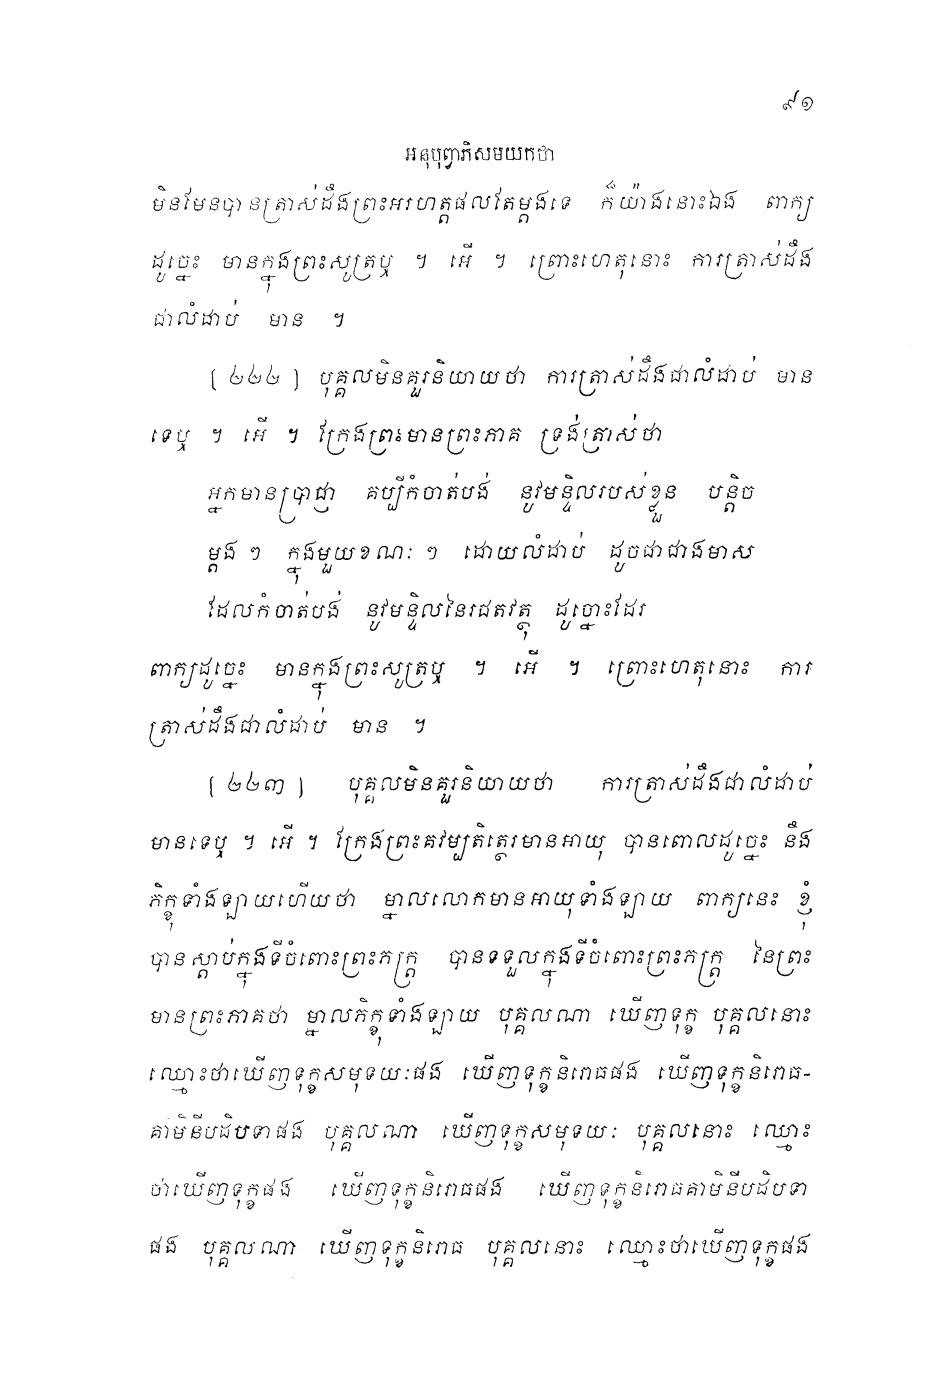 ៩១
អនុបុព្វាភិសមយកថា
មិនមែនបានត្រាស់ដឹងព្រះអរហត្តផលតែម្តងទេ ក៏យ៉ាងនោះឯង ពាក្យ
ដូច្នេះ មានក្នុងព្រះសូត្រឬ ។ អើ ។ ព្រោះហេតុនោះ ការត្រាស់ដឹង
ជាលំដាប់ មាន ។
[ ២២២ ] បុគ្គលមិនគួរនិយាយថា ការត្រាស់ដឹងជាលំដាប់ មាន
ទេឬ ។ អើ ។ ក្រែងព្រះមានព្រះភាគ ទ្រង់ត្រាស់ថា
អ្នកមានប្រាជ្ញា គប្បីកំចាត់បង់ នូវមន្ទិលរបស់ខ្លួន បន្តិច
ម្តង ៗ ក្នុងមួយខណៈ ៗ ដោយលំដាប់ ដូចជាជាងមាស
ដែលកំចាត់បង់ នូវមន្ទិលនៃរជតវត្ថុ ដូច្នោះដែរ
ពាក្យដូច្នេះ មានក្នុងព្រះសូត្រឬ ។ អើ ។ ព្រោះហេតុនោះ ការ
ត្រាស់ដឹងជាលំដាប់ មាន ។
[ ២២៣ ] បុគ្គលមិនគួរនិយាយថា ការត្រាស់ដឹងជាលំដាប់
មានទេឬ ។ អើ ។ ក្រែងព្រះគវម្បតិត្ថេរមានអាយុ បានពោលដូច្នេះ នឹង
ភិក្ខុទាំងឡាយហើយថា ម្នាលលោកមានអាយុទាំងឡាយ ពាក្យនេះ ខ្ញុំ
បានស្តាប់ក្នុងទីចំពោះព្រះភក្ត្រ បានទទួលក្នុងទីចំពោះព្រះភក្ត្រ នៃព្រះ
មានព្រះភាគថា ម្នាលភិក្ខុទាំងឡាយ បុគ្គលណា ឃើញទុក្ខ បុគ្គលនោះ
ឈ្មោះថាឃើញទុក្ខសមុទយៈផង ឃើញទុក្ខនិរោធផង ឃើញទុក្ខនិរោធ-
គាមិនីបដិបទាផង បុគ្គលណា ឃើញទុក្ខសមុទយៈ បុគ្គលនោះ ឈ្មោះ
ថាឃើញទុក្ខផង ឃើញទុក្ខនិរោធផង ឃើញទុក្ខនិរោធគាមិនីបដិបទា
ផង បុគ្គលណា ឃើញទុក្ខនិរោធ បុគ្គលនោះ ឈ្មោះថាឃើញទុក្ខផង